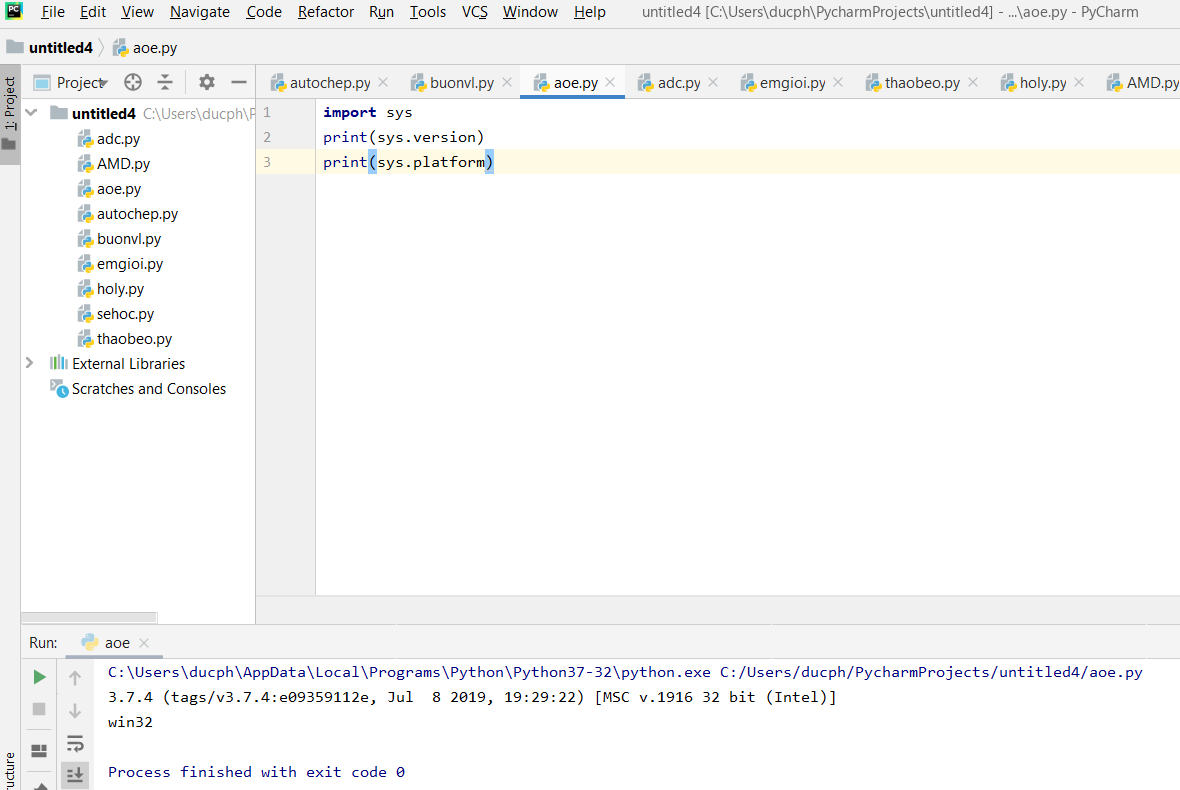 PC File Edit View Navigate Code Refactor Run Tools VCS Window Help untitled4 [C:\Users\ducph\PycharmProjects\untitled4] - ...\aoe.py - PyCharm
untitled4 aoe.py
1: Project
Project
autochep.py buonvl.py aoe.py adc.py emgioi.py thaobeo.py holy.py AMD.py
untitled4 C:\Users\ducph\P
adc.py
AMD.py
aoe.py
autochep.py
buonvl.py
emgioi.py
holy.py
sehoc.py
thaobeo.py
External Libraries
Scratches and Consoles
1 import sys
2 print(sys.version)
3 print(sys.platform)
Run: aoe
C:\Users\ducph\AppData\Local\Programs\Python\Python37-32\python.exe C:/Users/ducph/PycharmProjects/untitled4/aoe.py
3.7.4 (tags/v3.7.4:e09359112e, Jul  8 2019, 19:29:22) [MSC v.1916 32 bit (Intel)]
win32
Process finished with exit code 0
ucture